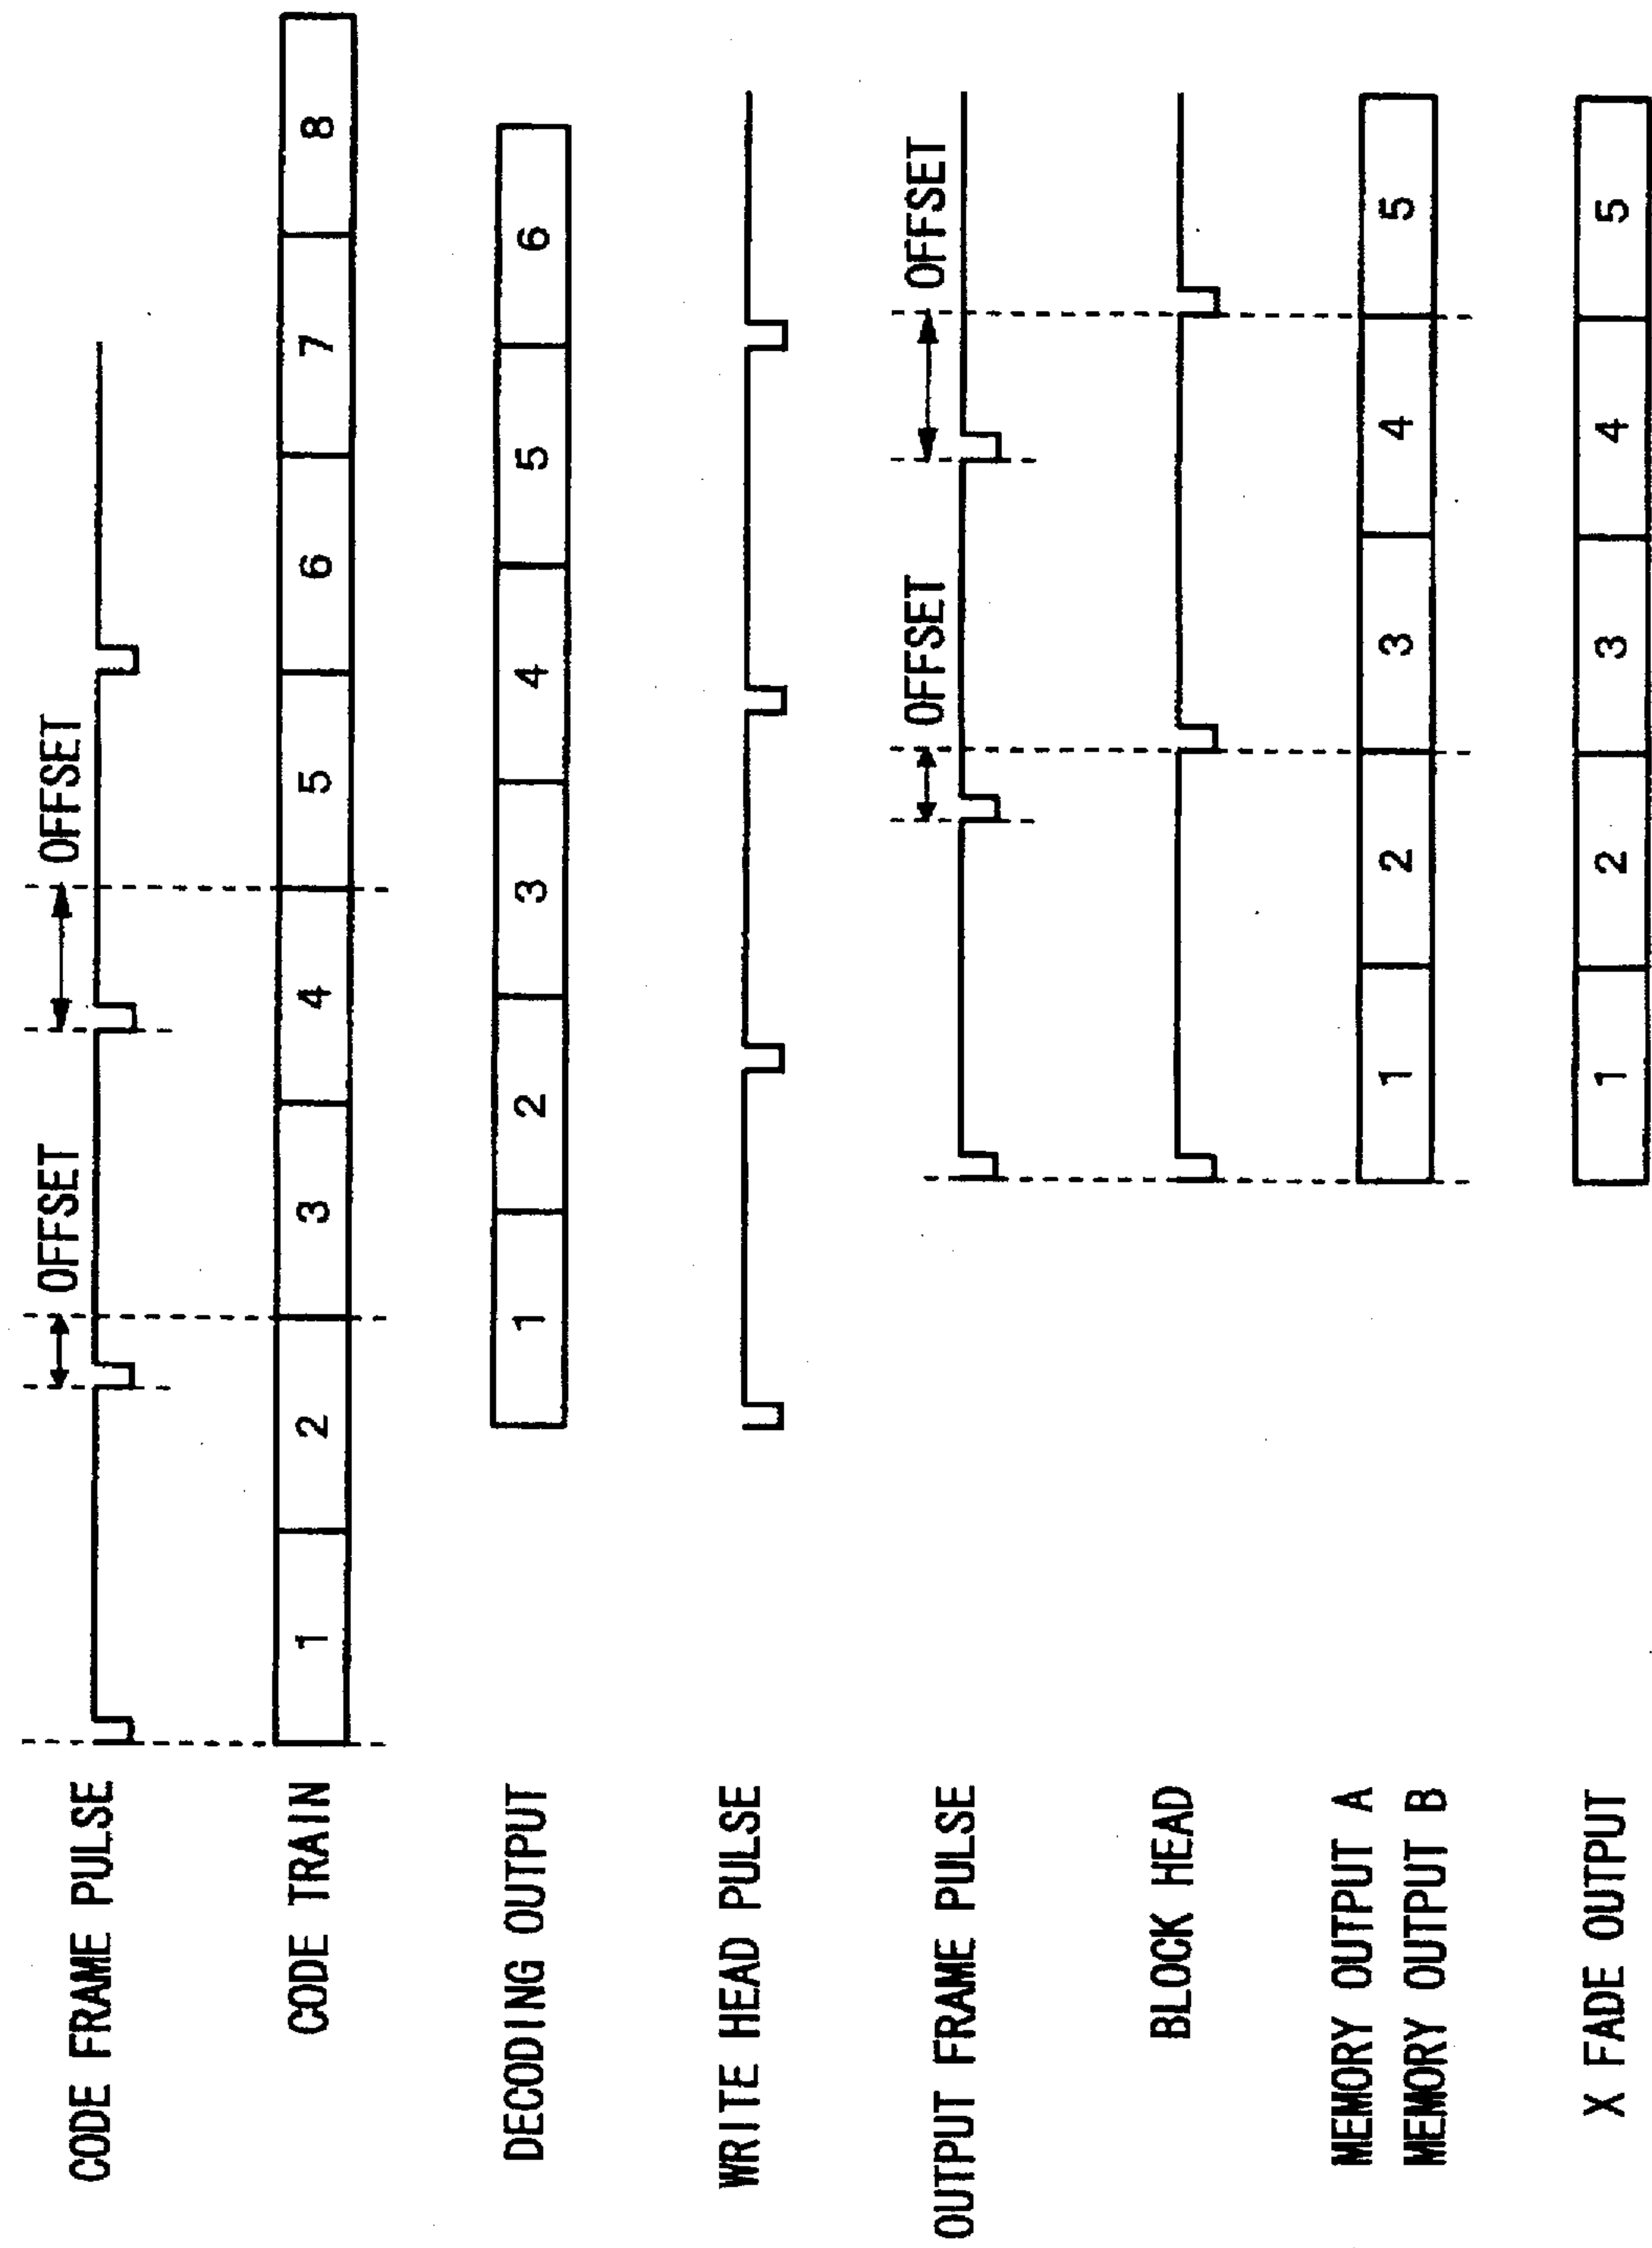 CODE FRAME PULSE
OFFSET
OFFSET
CODE TRAIN
1 2 3 4 5 6 7 8
DECODING OUTPUT
1 2 3 4 5 6
WRITE HEAD PULSE
OUTPUT FRAME PULSE
OFFSET
OFFSET
BLOCK HEAD
MEMORY OUTPUT A
MEMORY OUTPUT B
1 2 3 4 5
X FADE OUTPUT
1 2 3 4 5